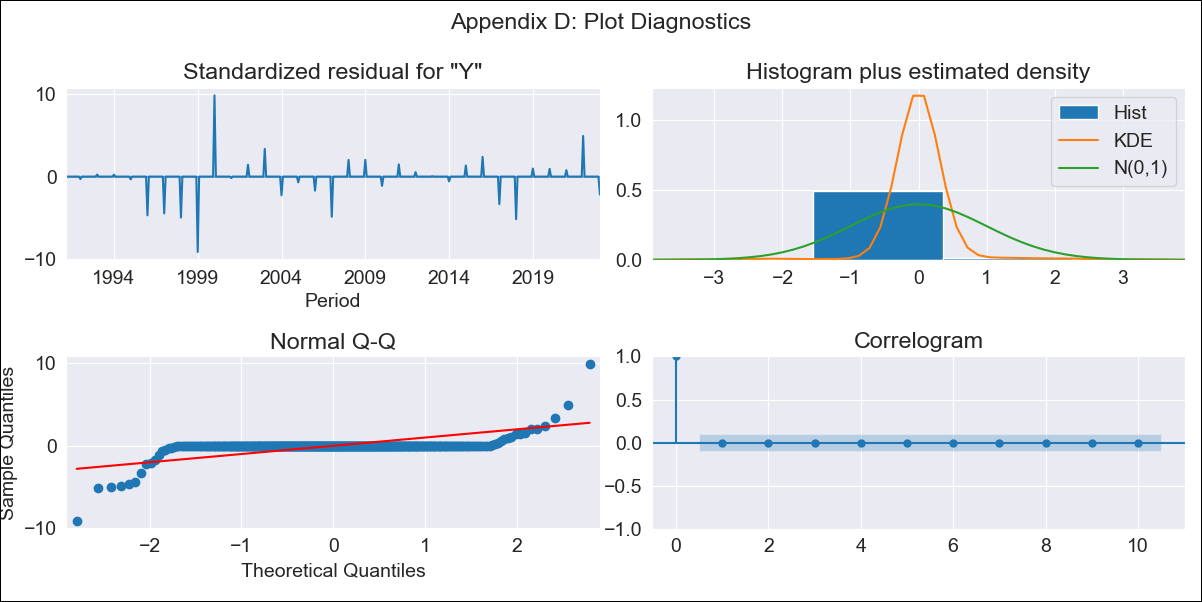 Appendix D: Plot Diagnostics
Standardized residual for "Y"
10
0
−10
1994 1999 2004 2009 2014 2019
Period
Histogram plus estimated density
1.0
0.5
0.0
−3 −2 −1 0 1 2 3
Hist
KDE
N(0,1)
Normal Q-Q
Sample Quantiles
10
0
−10
−2 −1 0 1 2
Theoretical Quantiles
Correlogram
1.0
0.5
0.0
−0.5
−1.0
0 2 4 6 8 10